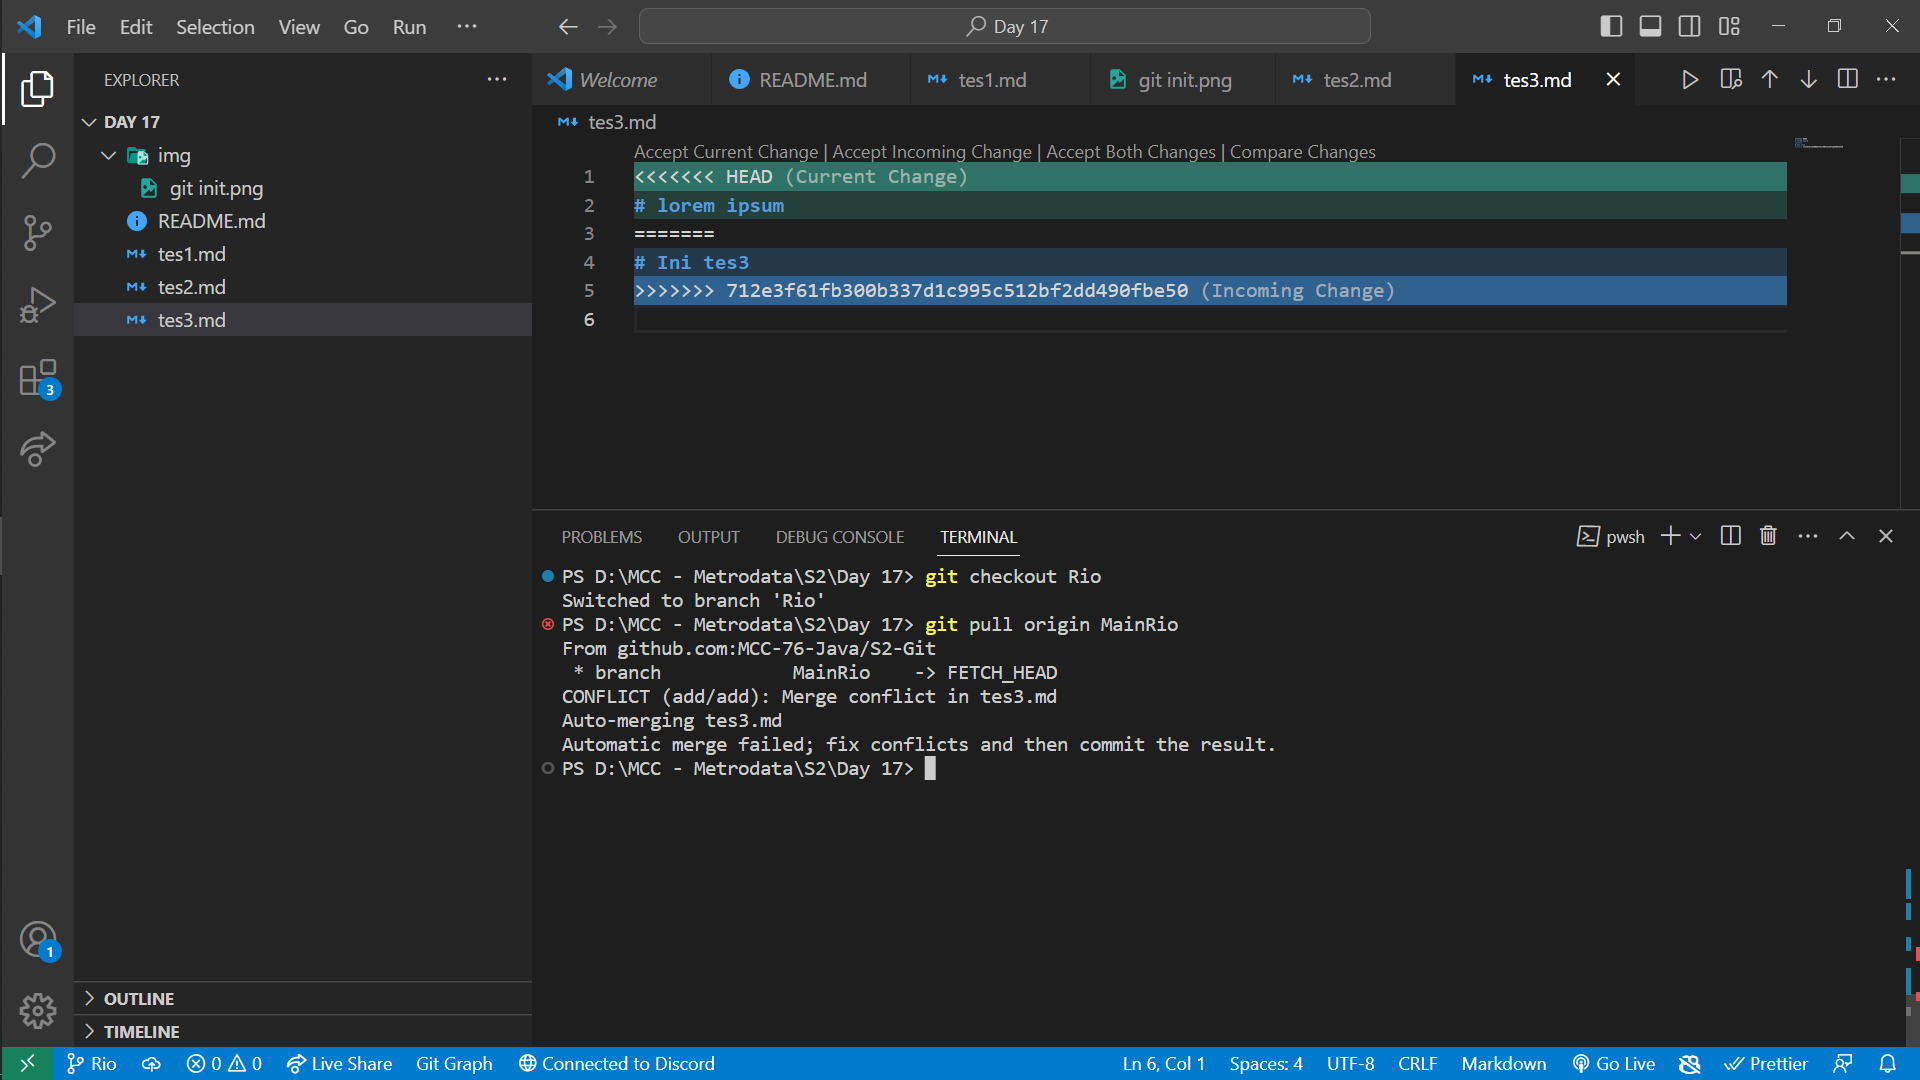 File Edit Selection View Go Run ··· Day 17
EXPLORER ···
DAY 17
img
git init.png
README.md
tes1.md
tes2.md
tes3.md
OUTLINE
TIMELINE
3
1
Welcome README.md tes1.md git init.png tes2.md tes3.md
tes3.md
Accept Current Change | Accept Incoming Change | Accept Both Changes | Compare Changes
1 <<<<<<< HEAD (Current Change)
2 # lorem ipsum
3 =======
4 # Ini tes3
5 >>>>>>> 712e3f61fb300b337d1c995c512bf2dd490fbe50 (Incoming Change)
6
PROBLEMS OUTPUT DEBUG CONSOLE TERMINAL pwsh
PS D:\MCC - Metrodata\S2\Day 17> git checkout Rio
Switched to branch 'Rio'
PS D:\MCC - Metrodata\S2\Day 17> git pull origin MainRio
From github.com:MCC-76-Java/S2-Git
* branch MainRio -> FETCH_HEAD
CONFLICT (add/add): Merge conflict in tes3.md
Auto-merging tes3.md
Automatic merge failed; fix conflicts and then commit the result.
PS D:\MCC - Metrodata\S2\Day 17>
Rio 0 0 Live Share Git Graph Connected to Discord Ln 6, Col 1 Spaces: 4 UTF-8 CRLF Markdown Go Live Prettier